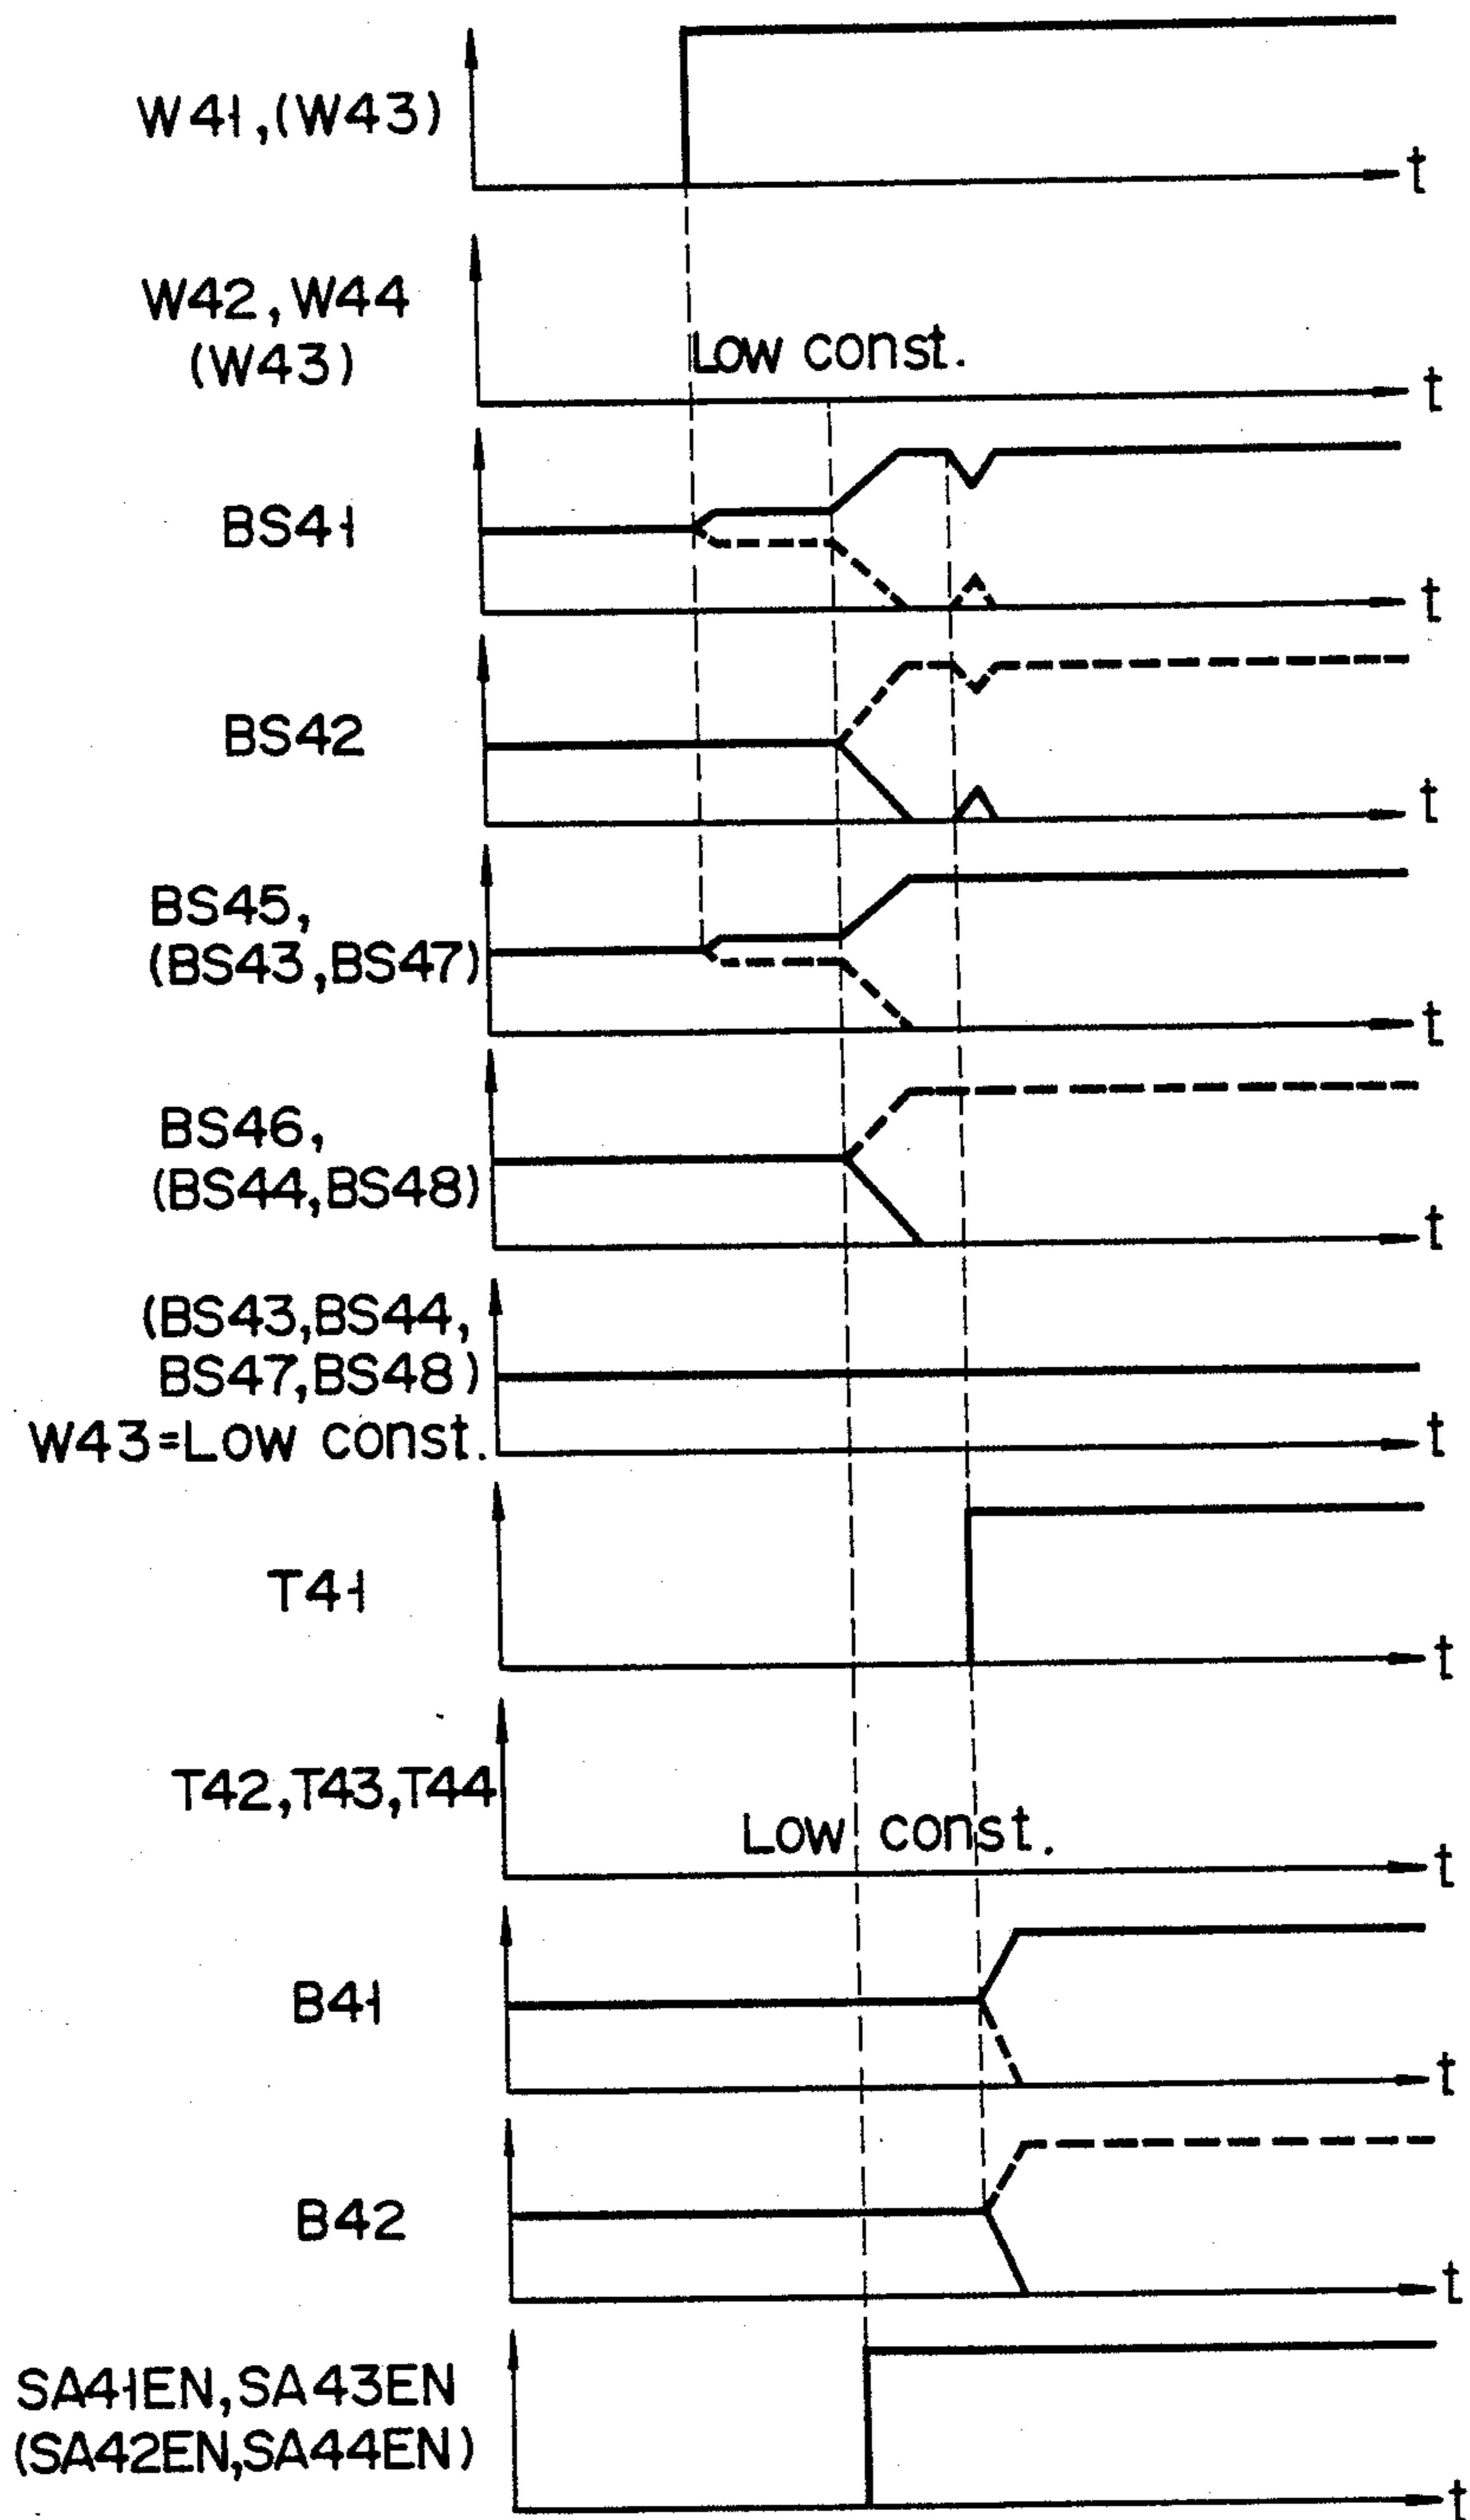 W41,(W43)
t
W42,W44
(W43)
Low const.
t
BS41
t
BS42
t
BS45,
(BS43,BS47)
t
BS46,
(BS44,BS48)
t
(BS43,BS44,
BS47,BS48)
W43=Low const.
t
T41
t
T42,T43,T44
Low const.
t
B41
t
B42
t
SA41EN,SA43EN
(SA42EN,SA44EN)
t